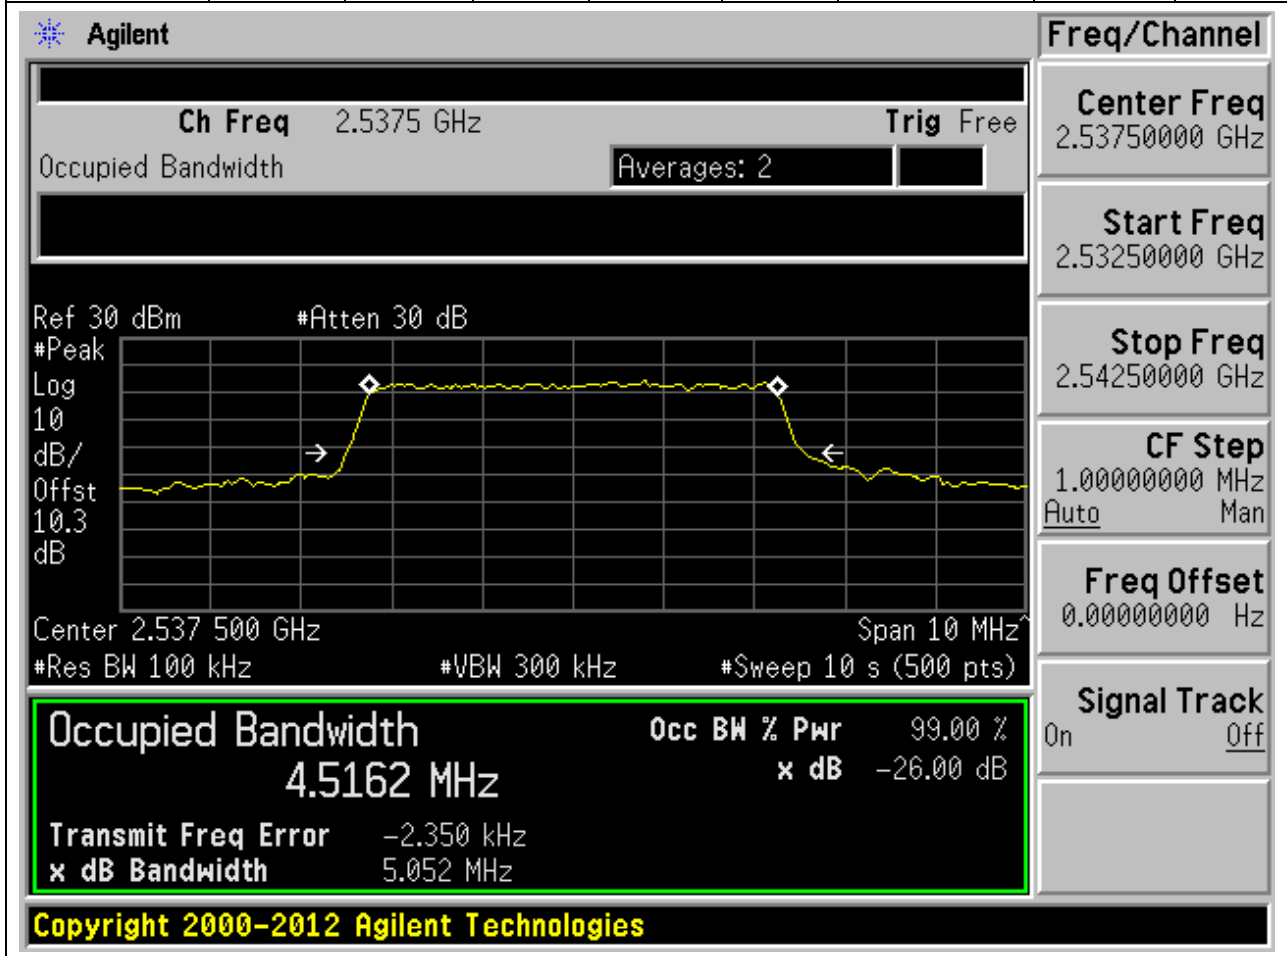 Agilent
Freq/Channel
Ch Freq 2.5375 GHz Trig Free
Occupied Bandwidth Averages: 2
Center Freq
2.53750000 GHz
Start Freq
2.53250000 GHz
Stop Freq
2.54250000 GHz
CF Step
1.00000000 MHz
Auto Man
Freq Offset
0.00000000 Hz
Signal Track
On Off
Ref 30 dBm #Atten 30 dB
#Peak
Log
10
dB/
Offst
10.3
dB
Center 2.537 500 GHz Span 10 MHz^
#Res BW 100 kHz #VBW 300 kHz #Sweep 10 s (500 pts)
Occupied Bandwidth Occ BW % Pwr 99.00 %
4.5162 MHz x dB -26.00 dB
Transmit Freq Error -2.350 kHz
x dB Bandwidth 5.052 MHz
Copyright 2000-2012 Agilent Technologies